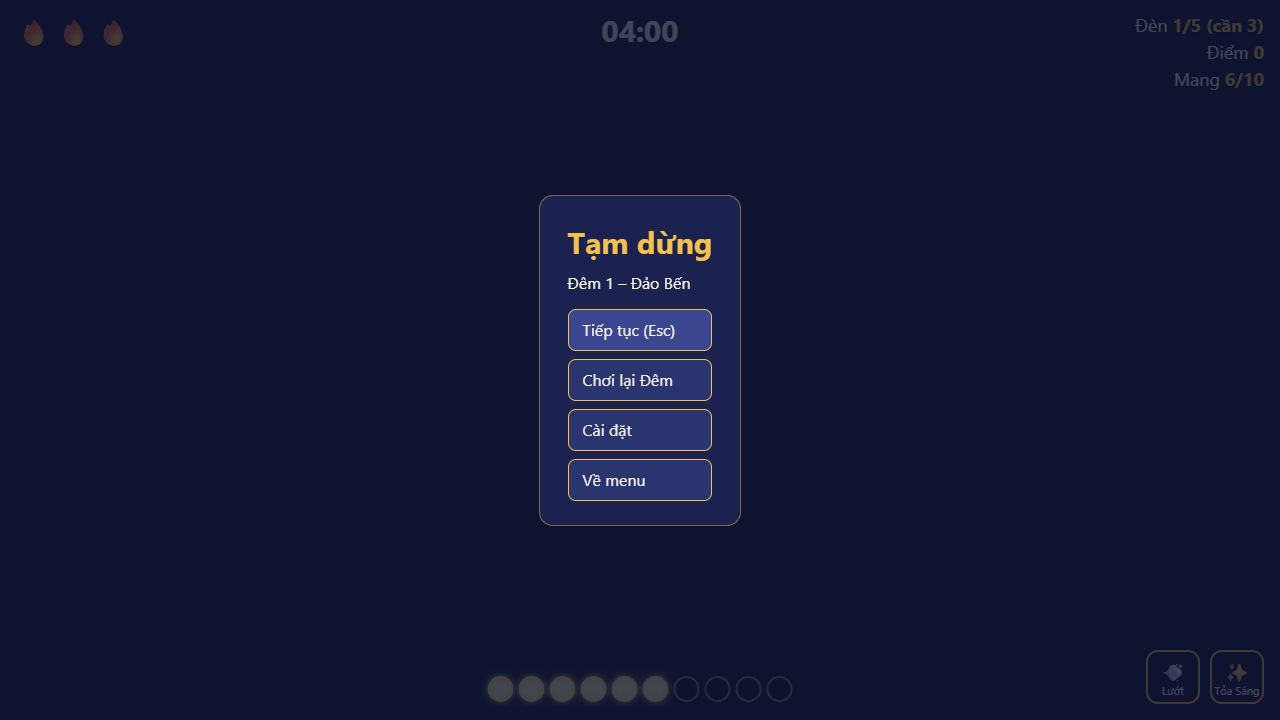 04:00
Đèn 1/5 (cần 3)
Điểm 0
Mang 6/10
Tạm dừng
Đêm 1 – Đảo Bến
Tiếp tục (Esc)
Chơi lại Đêm
Cài đặt
Về menu
Lướt
Tỏa Sáng